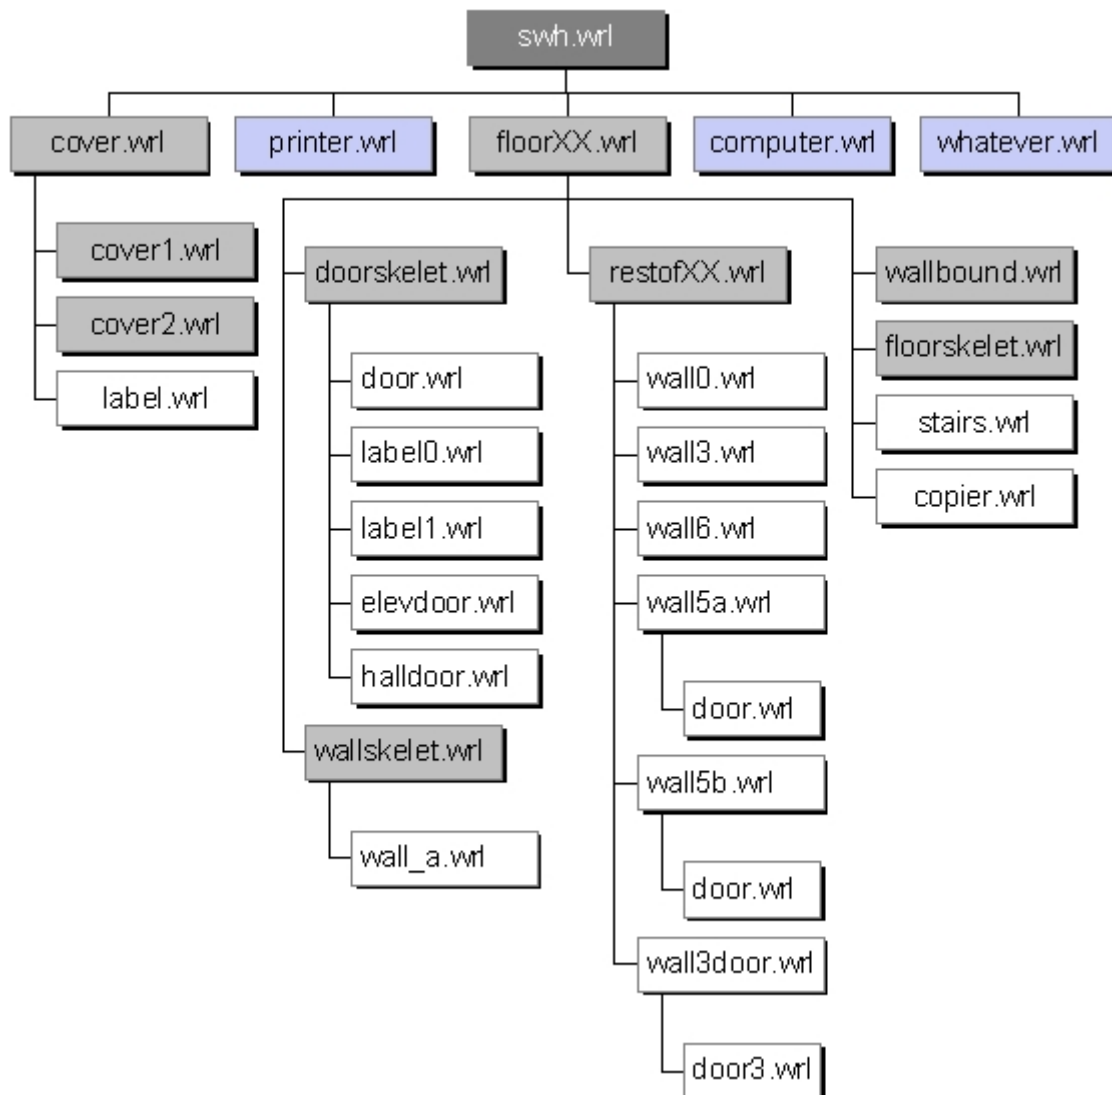 swh.wrl
cover.wrl
printer.wrl
floorXX.wrl
computer.wrl
whatever.wrl
cover1.wrl
cover2.wrl
label.wrl
doorskelet.wrl
door.wrl
label0.wrl
label1.wrl
elevdoor.wrl
halldoor.wrl
wallskelet.wrl
wall_a.wrl
restofXX.wrl
wall0.wrl
wall3.wrl
wall6.wrl
wall5a.wrl
door.wrl
wall5b.wrl
door.wrl
wall3door.wrl
door3.wrl
wallbound.wrl
floorskelet.wrl
stairs.wrl
copier.wrl